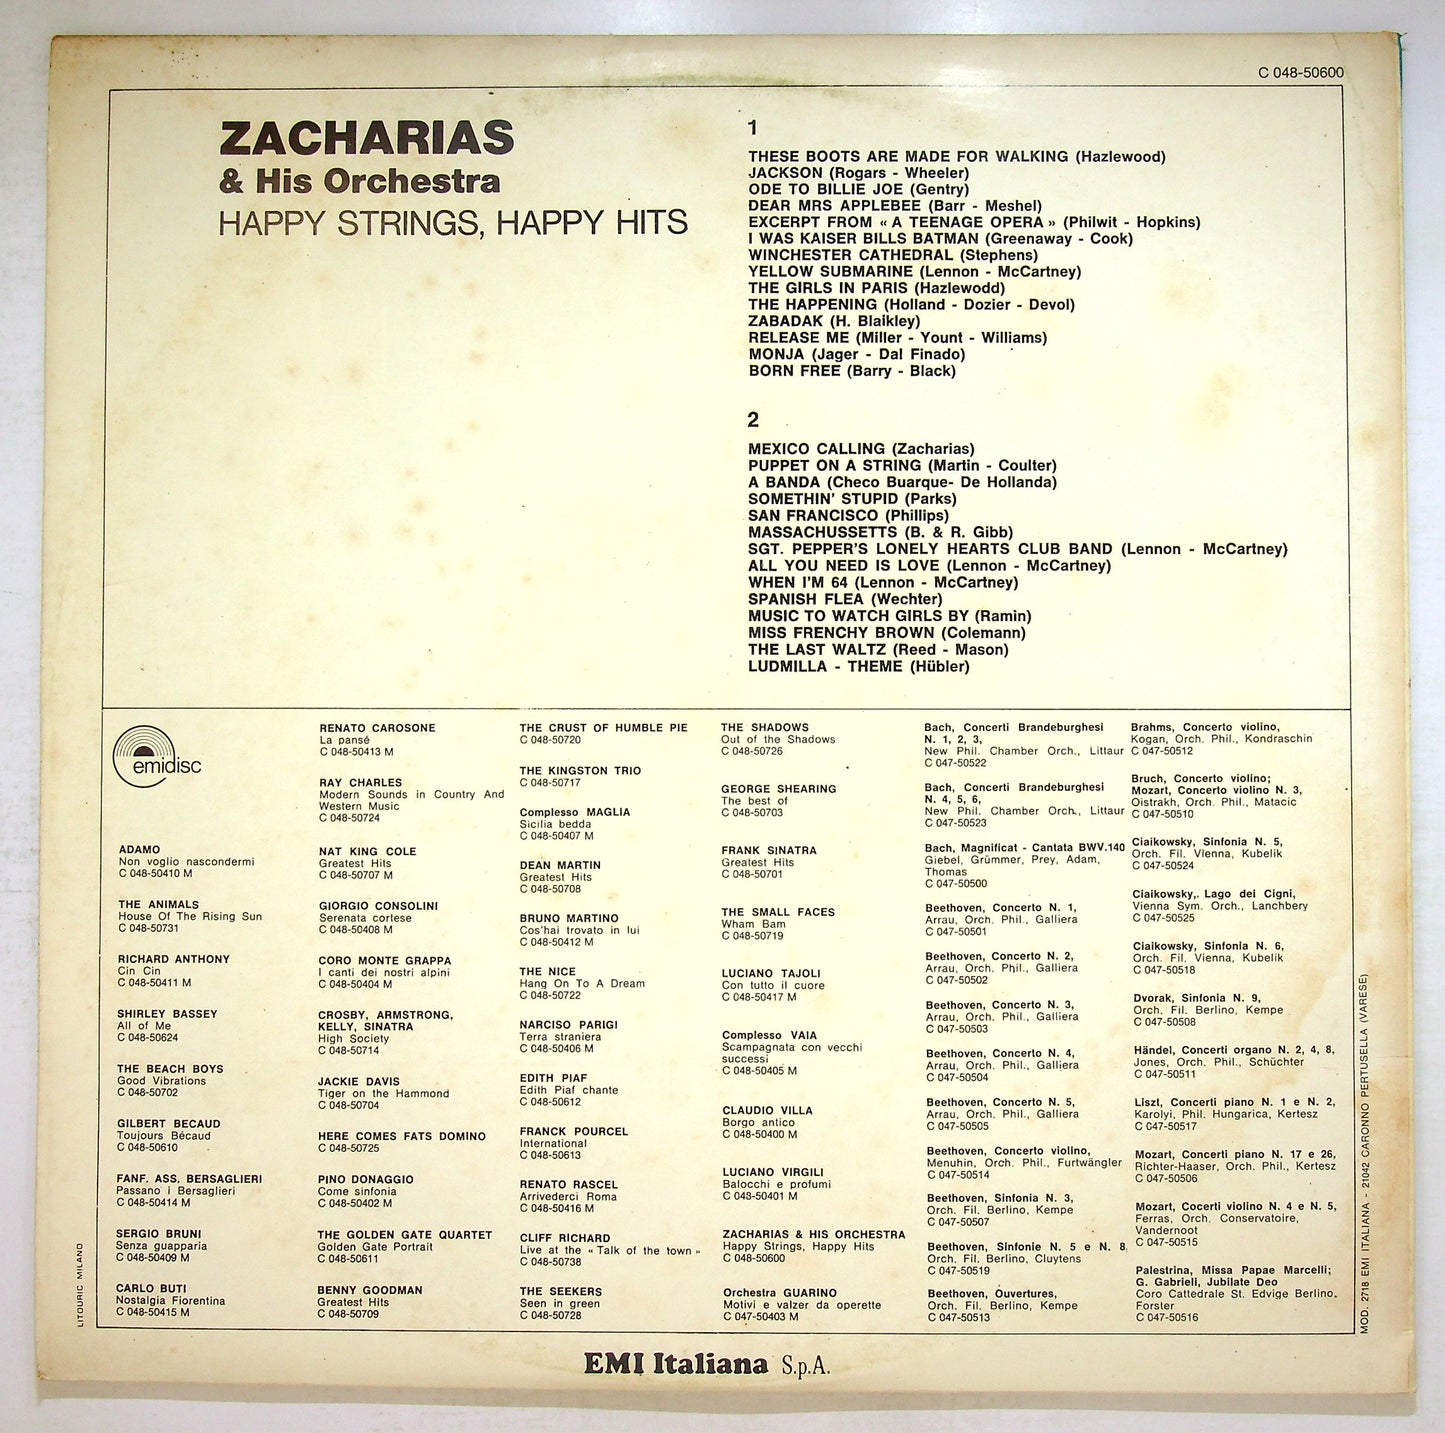 C 048-50600
ZACHARIAS
& His Orchestra
HAPPY STRINGS, HAPPY HITS
1
THESE BOOTS ARE MADE FOR WALKING (Hazlewood)
JACKSON (Rogars - Wheeler)
ODE TO BILLIE JOE (Gentry)
DEAR MRS APPLEBEE (Barr - Meshel)
EXCERPT FROM « A TEENAGE OPERA » (Philwit - Hopkins)
I WAS KAISER BILLS BATMAN (Greenaway - Cook)
WINCHESTER CATHEDRAL (Stephens)
YELLOW SUBMARINE (Lennon - McCartney)
THE GIRLS IN PARIS (Hazlewodd)
THE HAPPENING (Holland - Dozier - Devol)
ZABADAK (H. Blaikley)
RELEASE ME (Miller - Yount - Williams)
MONJA (Jager - Dal Finado)
BORN FREE (Barry - Black)
2
MEXICO CALLING (Zacharias)
PUPPET ON A STRING (Martin - Coulter)
A BANDA (Checo Buarque- De Hollanda)
SOMETHIN' STUPID (Parks)
SAN FRANCISCO (Phillips)
MASSACHUSSETTS (B. & R. Gibb)
SGT. PEPPER'S LONELY HEARTS CLUB BAND (Lennon - McCartney)
ALL YOU NEED IS LOVE (Lennon - McCartney)
WHEN I'M 64 (Lennon - McCartney)
SPANISH FLEA (Wechter)
MUSIC TO WATCH GIRLS BY (Ramin)
MISS FRENCHY BROWN (Colemann)
THE LAST WALTZ (Reed - Mason)
LUDMILLA - THEME (Hübler)
emidisc
ADAMO
Non voglio nascondermi
C 048-50410 M
THE ANIMALS
House Of The Rising Sun
C 048-50731
RICHARD ANTHONY
Cin Cin
C 048-50411 M
SHIRLEY BASSEY
All of Me
C 048-50624
THE BEACH BOYS
Good Vibrations
C 048-50702
GILBERT BECAUD
Toujours Bécaud
C 048-50610
FANF. ASS. BERSAGLIERI
Passano i Bersaglieri
C 048-50414 M
SERGIO BRUNI
Senza guapparia
C 048-50409 M
CARLO BUTI
Nostalgia Fiorentina
C 048-50415 M
RENATO CAROSONE
La pansé
C 048-50413 M
RAY CHARLES
Modern Sounds in Country And
Western Music
C 048-50724
NAT KING COLE
Greatest Hits
C 048-50707 M
GIORGIO CONSOLINI
Serenata cortese
C 048-50408 M
CORO MONTE GRAPPA
I canti dei nostri alpini
C 048-50404 M
CROSBY, ARMSTRONG,
KELLY, SINATRA
High Society
C 048-50714
JACKIE DAVIS
Tiger on the Hammond
C 048-50704
HERE COMES FATS DOMINO
C 048-50725
PINO DONAGGIO
Come sinfonia
C 048-50402 M
THE GOLDEN GATE QUARTET
Golden Gate Portrait
C 048-50611
BENNY GOODMAN
Greatest Hits
C 048-50709
THE CRUST OF HUMBLE PIE
C 048-50720
THE KINGSTON TRIO
C 048-50717
Complesso MAGLIA
Sicilia bedda
C 048-50407 M
DEAN MARTIN
Greatest Hits
C 048-50708
BRUNO MARTINO
Cos'hai trovato in lui
C 048-50412 M
THE NICE
Hang On To A Dream
C 048-50722
NARCISO PARIGI
Terra straniera
C 048-50406 M
EDITH PIAF
Edith Piaf chante
C 048-50612
FRANCK POURCEL
International
C 048-50613
RENATO RASCEL
Arrivederci Roma
C 048-50416 M
CLIFF RICHARD
Live at the « Talk of the town »
C 048-50738
THE SEEKERS
Seen in green
C 048-50728
THE SHADOWS
Out of the Shadows
C 048-50726
GEORGE SHEARING
The best of
C 048-50703
FRANK SINATRA
Greatest Hits
C 048-50701
THE SMALL FACES
Wham Bam
C 048-50719
LUCIANO TAJOLI
Con tutto il cuore
C 048-50417 M
Complesso VAIA
Scampagnata con vecchi
successi
C 048-50405 M
CLAUDIO VILLA
Borgo antico
C 048-50400 M
LUCIANO VIRGILI
Balocchi e profumi
C 048-50401 M
ZACHARIAS & HIS ORCHESTRA
Happy Strings, Happy Hits
C 048-50600
Orchestra GUARINO
Motivi e valzer da operette
C 047-50403 M
Bach, Concerti Brandeburghesi
N. 1, 2, 3,
New Phil. Chamber Orch., Littaur
C 047-50522
Bach, Concerti Brandeburghesi
N. 4, 5, 6,
New Phil. Chamber Orch., Littaur
C 047-50523
Bach, Magnificat - Cantata BWV.140
Giebel, Grümmer, Prey, Adam,
Thomas
C 047-50500
Beethoven, Concerto N. 1,
Arrau, Orch. Phil., Galliera
C 047-50501
Beethoven, Concerto N. 2,
Arrau, Orch. Phil., Galliera
C 047-50502
Beethoven, Concerto N. 3,
Arrau, Orch. Phil., Galliera
C 047-50503
Beethoven, Concerto N. 4,
Arrau, Orch. Phil., Galliera
C 047-50504
Beethoven, Concerto N. 5,
Arrau, Orch. Phil., Galliera
C 047-50505
Beethoven, Concerto violino,
Menuhin, Orch. Phil., Furtwängler
C 047-50514
Beethoven, Sinfonia N. 3,
Orch. Fil. Berlino, Kempe
C 047-50507
Beethoven, Sinfonie N. 5 e N. 8,
Orch. Fil. Berlino, Cluytens
C 047-50519
Beethoven, Ouvertures,
Orch. Fil. Berlino, Kempe
C 047-50513
Brahms, Concerto violino,
Kogan, Orch. Phil., Kondraschin
C 047-50512
Bruch, Concerto violino;
Mozart, Concerto violino N. 3,
Oistrakh, Orch. Phil., Matacic
C 047-50510
Ciaikowsky, Sinfonia N. 5,
Orch. Fil. Vienna, Kubelik
C 047-50524
Ciaikowsky, Lago dei Cigni,
Vienna Sym. Orch., Lanchbery
C 047-50525
Ciaikowsky, Sinfonia N. 6,
Orch. Fil. Vienna, Kubelik
C 047-50518
Dvorak, Sinfonia N. 9,
Orch. Fil. Berlino, Kempe
C 047-50508
Händel, Concerti organo N. 2, 4, 8,
Jones, Orch. Phil., Schüchter
C 047-50511
Liszt, Concerti piano N. 1 e N. 2,
Karolyi, Phil. Hungarica, Kertesz
C 047-50517
Mozart, Concerti piano N. 17 e 26,
Richter-Haaser, Orch. Phil., Kertesz
C 047-50506
Mozart, Cocerti violino N. 4 e N. 5,
Ferras, Orch. Conservatoire,
Vandernoot
C 047-50515
Palestrina, Missa Papae Marcelli;
G. Gabrieli, Jubilate Deo
Coro Cattedrale St. Edvige Berlino.
Forster
C 047-50516
LITOURIC MILANO
MOD. 2718 EMI ITALIANA - 21042 CARONNO PERTUSELLA (VARESE)
EMI Italiana S.p.A.